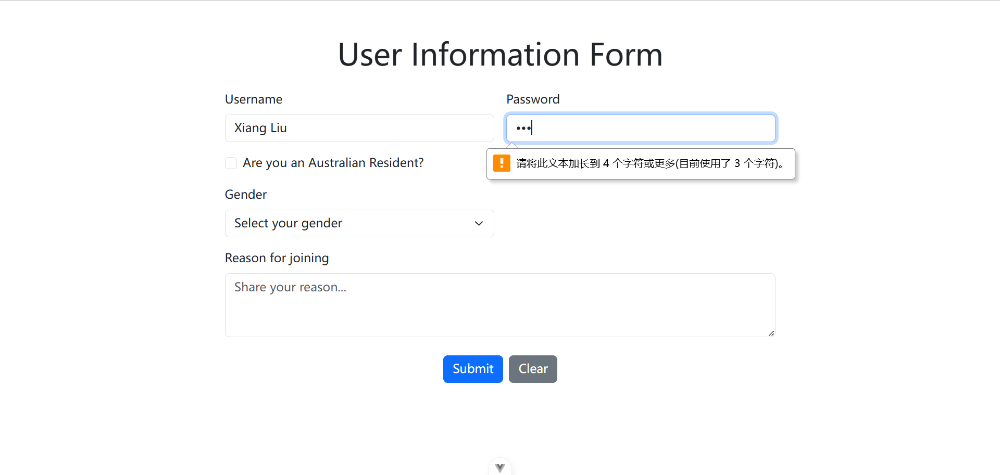 User Information Form
Username
Password
Xiang Liu
•••
Are you an Australian Resident?
请将此文本加长到 4 个字符或更多(目前使用了 3 个字符)。
Gender
Select your gender
Reason for joining
Share your reason...
Submit
Clear